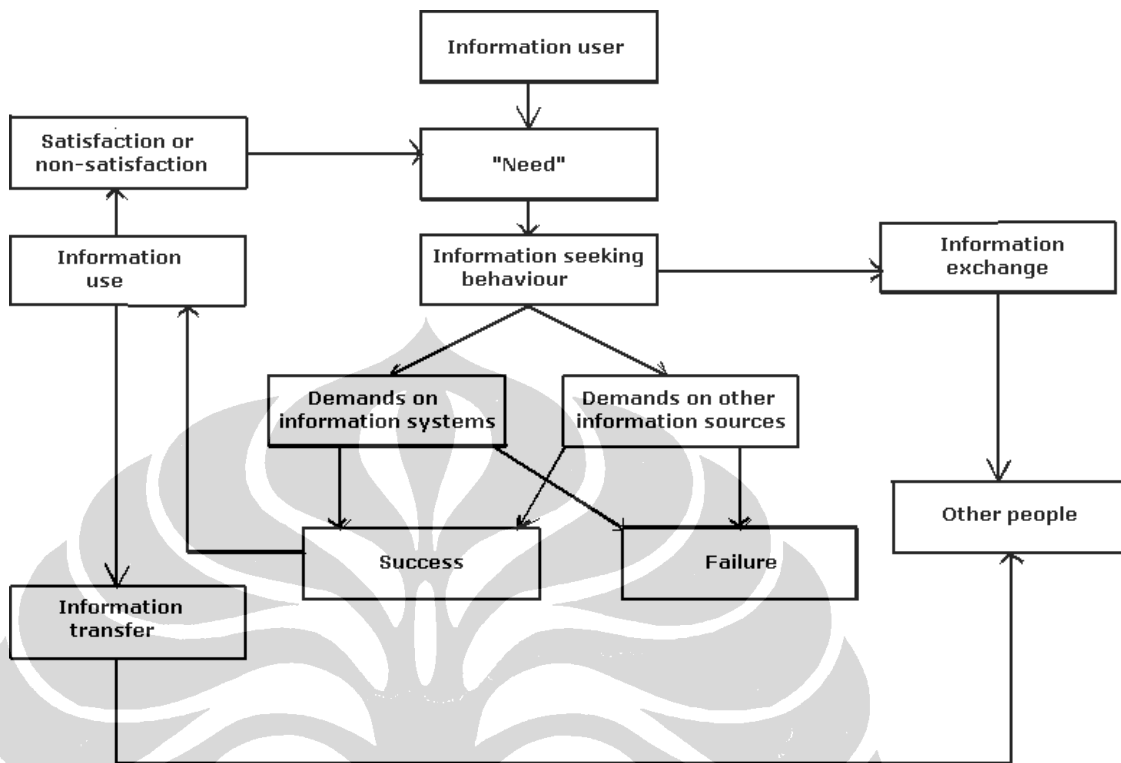 Information user
Satisfaction or
non-satisfaction
"Need"
Information
use
Information seeking
behaviour
Information
exchange
Demands on
information systems
Demands on other
information sources
Other people
Success
Failure
Information
transfer